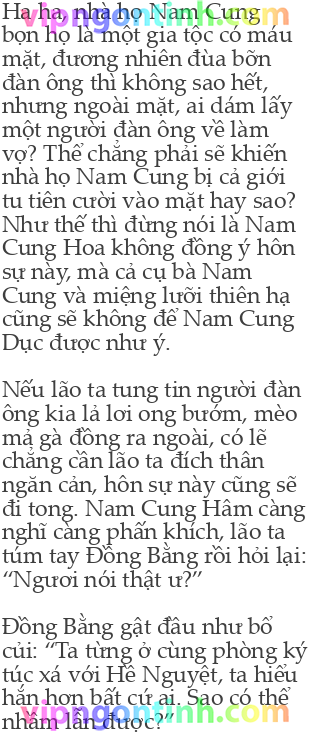 Ha ha, nhà họ Nam Cung
bọn họ là một gia tộc có máu
mặt, đương nhiên đùa bỡn
đàn ông thì không sao hết,
nhưng ngoài mặt, ai dám lấy
một người đàn ông về làm
vợ? Thể chẳng phải sẽ khiến
nhà họ Nam Cung bị cả giới
tu tiên cười vào mặt hay sao?
Như thế thì đừng nói là Nam
Cung Hoa không đồng ý hôn
sự này, mà cả cụ bà Nam
Cung và miệng lưỡi thiên hạ
cũng sẽ không để Nam Cung
Dục được như ý.
Nếu lão ta tung tin người đàn
ông kia lả lơi ong bướm, mèo
mả gà đồng ra ngoài, có lẽ
chẳng cần lão ta đích thân
ngăn cản, hôn sự này cũng sẽ
đi tong. Nam Cung Hâm càng
nghĩ càng phấn khích, lão ta
túm tay Đồng Bằng rồi hỏi lại:
“Ngươi nói thật ư?”
Đồng Bằng gật đầu như bổ
củi: “Ta từng ở cùng phòng ký
túc xá với Hề Nguyệt, ta hiểu
hắn hơn bất cứ ai. Sao có thể
nhầm lẫn được?”
vipngontinh.com
vipngontinh.com